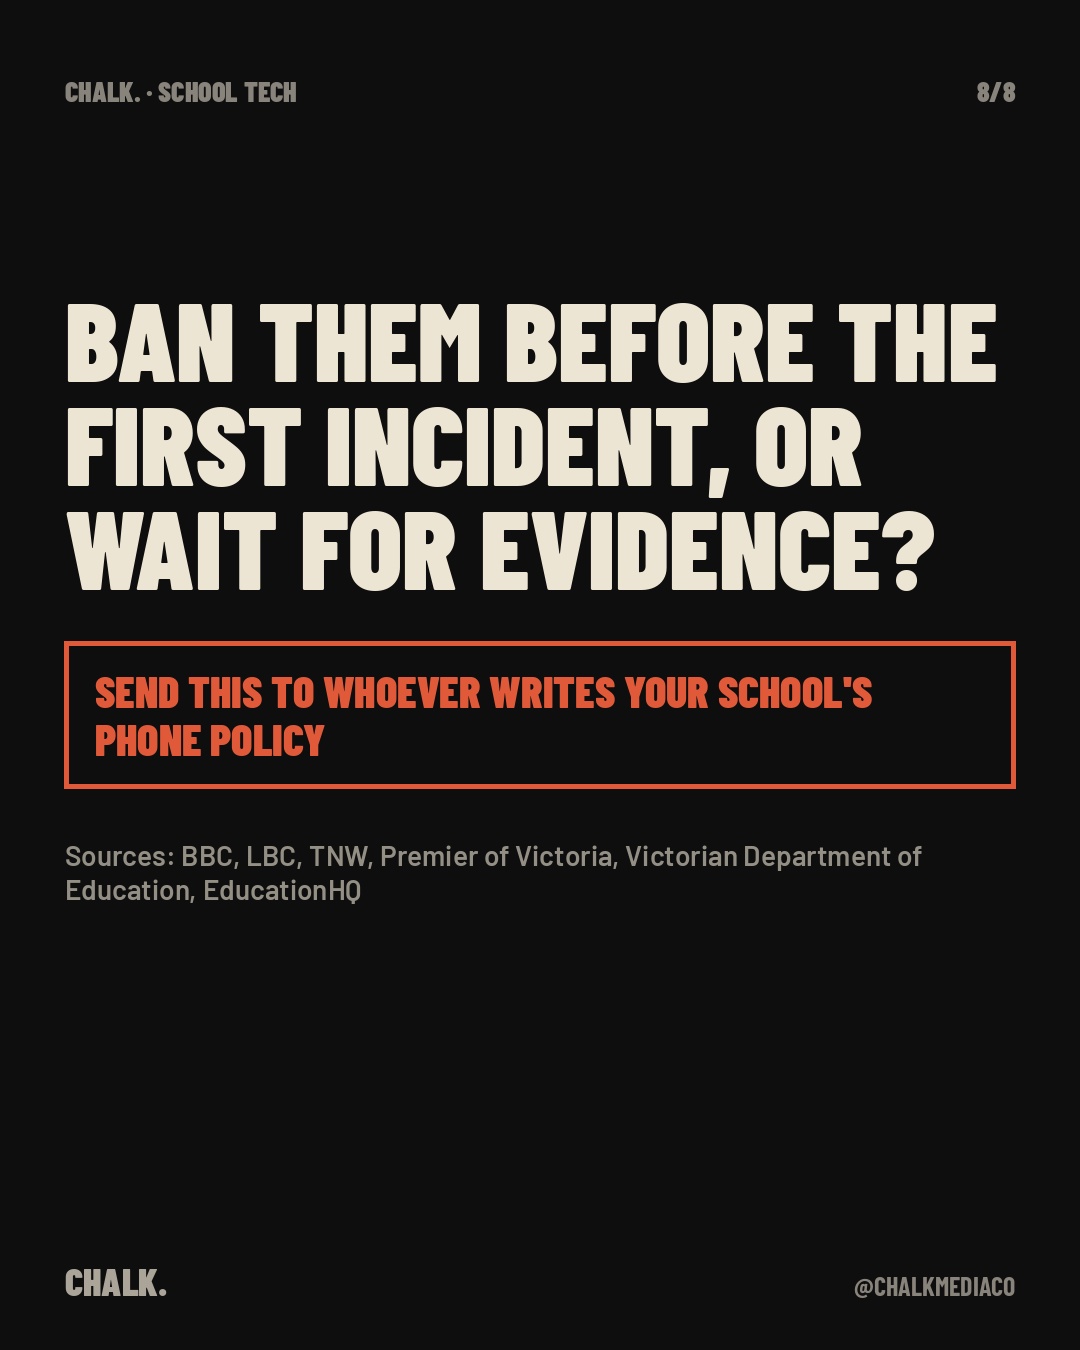 CHALK. · SCHOOL TECH
8/8
BAN THEM BEFORE THE
FIRST INCIDENT, OR
WAIT FOR EVIDENCE?
SEND THIS TO WHOEVER WRITES YOUR SCHOOL'S
PHONE POLICY
Sources: BBC, LBC, TNW, Premier of Victoria, Victorian Department of
Education, EducationHQ
CHALK.
@CHALKMEDIACO